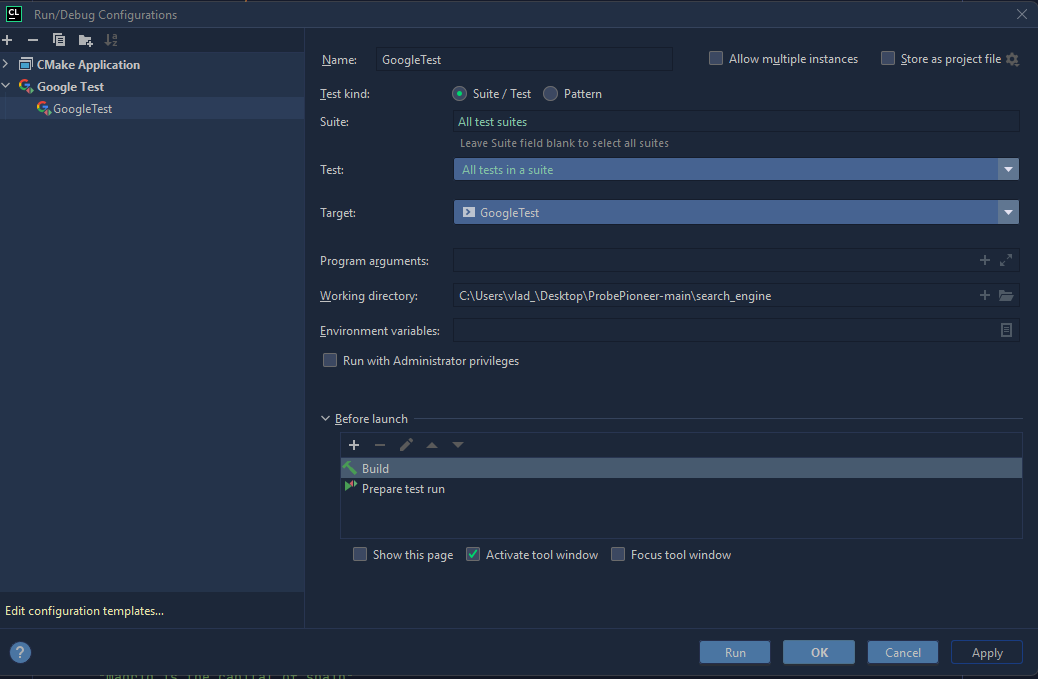 CL Run/Debug Configurations
CMake Application
Google Test
GoogleTest
Name: GoogleTest
Allow multiple instances
Store as project file
Test kind: Suite / Test Pattern
Suite: All test suites
Leave Suite field blank to select all suites
Test: All tests in a suite
Target: GoogleTest
Program arguments:
Working directory: C:\Users\vlad_\Desktop\ProbePioneer-main\search_engine
Environment variables:
Run with Administrator privileges
Before launch
Build
Prepare test run
Show this page Activate tool window Focus tool window
Edit configuration templates...
? Run OK Cancel Apply
"Madrid is the capital of Spain"